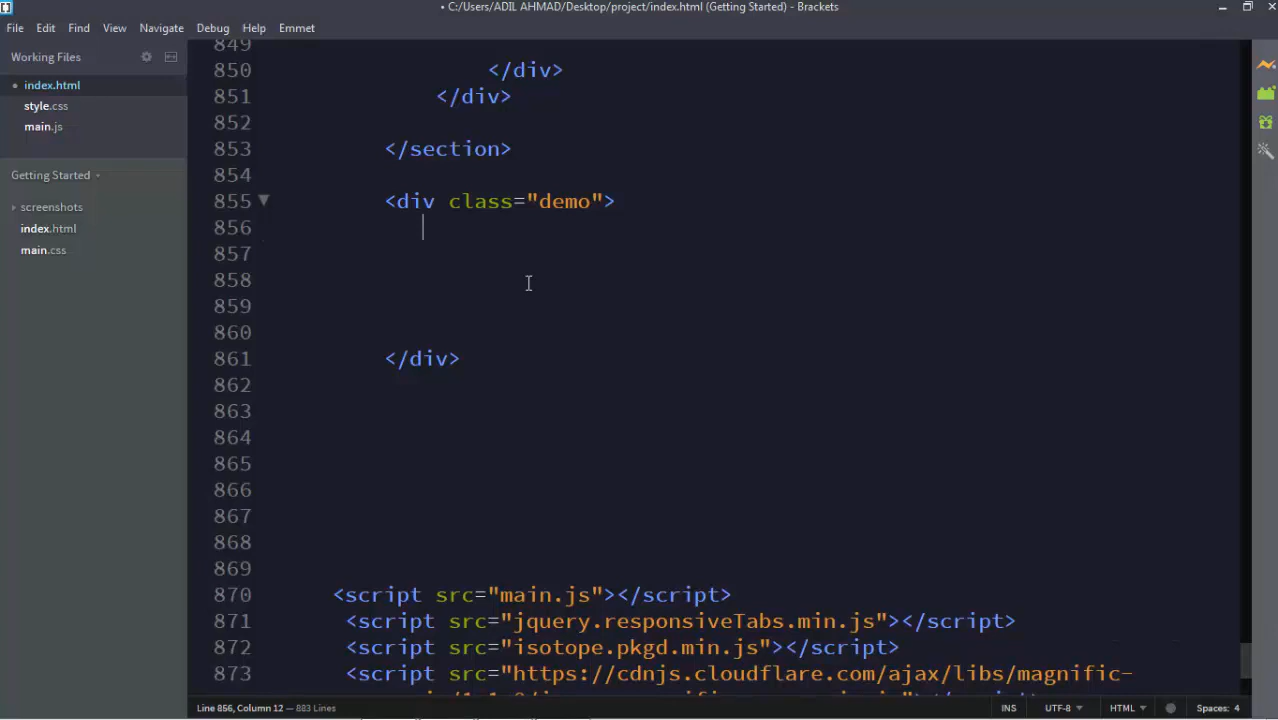 • C:/Users/ADIL AHMAD/Desktop/project/index.html (Getting Started) - Brackets
File Edit Find View Navigate Debug Help Emmet
Working Files
• index.html
style.css
main.js
Getting Started
screenshots
index.html
main.css
849
850 </div>
851 </div>
852
853 </section>
854
855 <div class="demo">
856
857
858
859
860
861 </div>
862
863
864
865
866
867
868
869
870 <script src="main.js"></script>
871 <script src="jquery.responsiveTabs.min.js"></script>
872 <script src="isotope.pkgd.min.js"></script>
873 <script src="https://cdnjs.cloudflare.com/ajax/libs/magnific-
Line 856, Column 12 — 883 Lines
INS UTF-8 HTML Spaces: 4